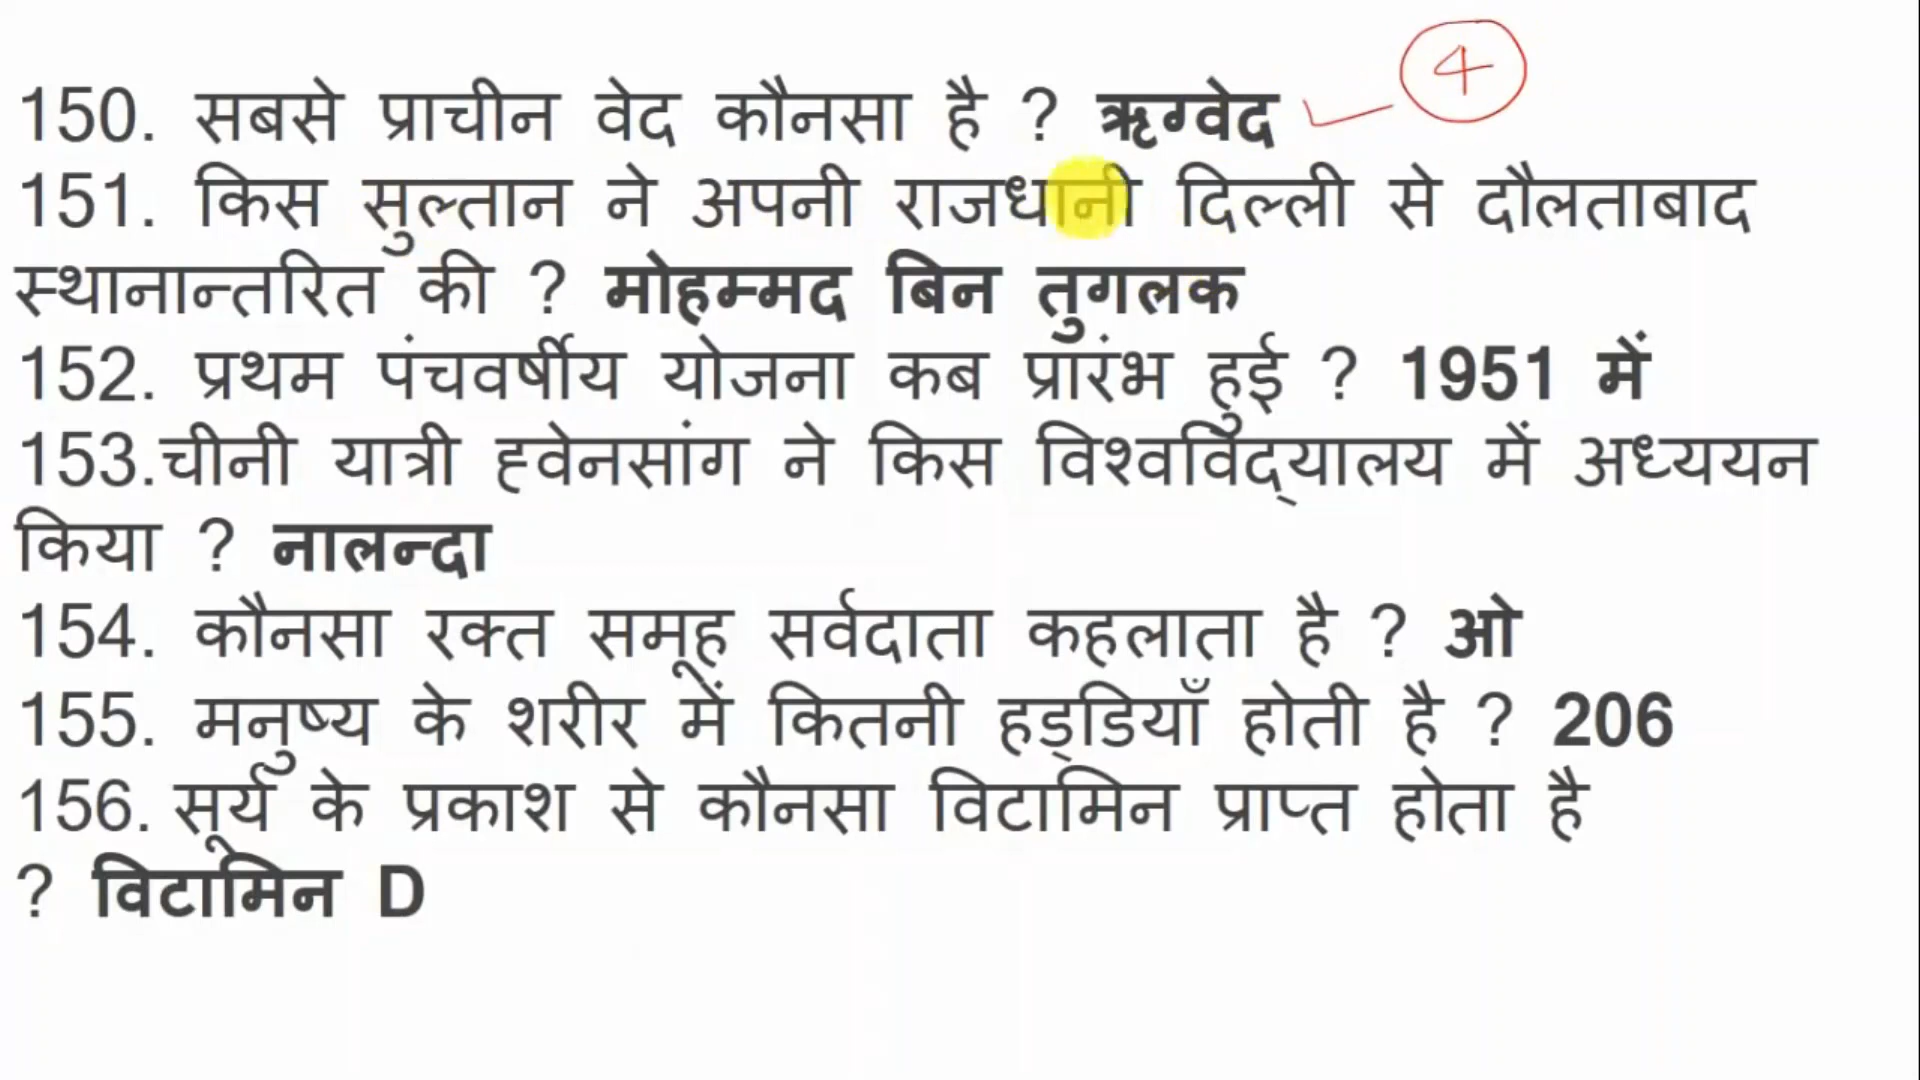 150. सबसे प्राचीन वेद कौनसा है ? ऋग्वेद 4
151. किस सुल्तान ने अपनी राजधानी दिल्ली से दौलताबाद
स्थानान्तरित की ? मोहम्मद बिन तुगलक
152. प्रथम पंचवर्षीय योजना कब प्रारंभ हुई ? 1951 में
153.चीनी यात्री ह्वेनसांग ने किस विश्वविद्यालय में अध्ययन
किया ? नालन्दा
154. कौनसा रक्त समूह सर्वदाता कहलाता है ? ओ
155. मनुष्य के शरीर में कितनी हड्डियाँ होती है ? 206
156. सूर्य के प्रकाश से कौनसा विटामिन प्राप्त होता है
? विटामिन D